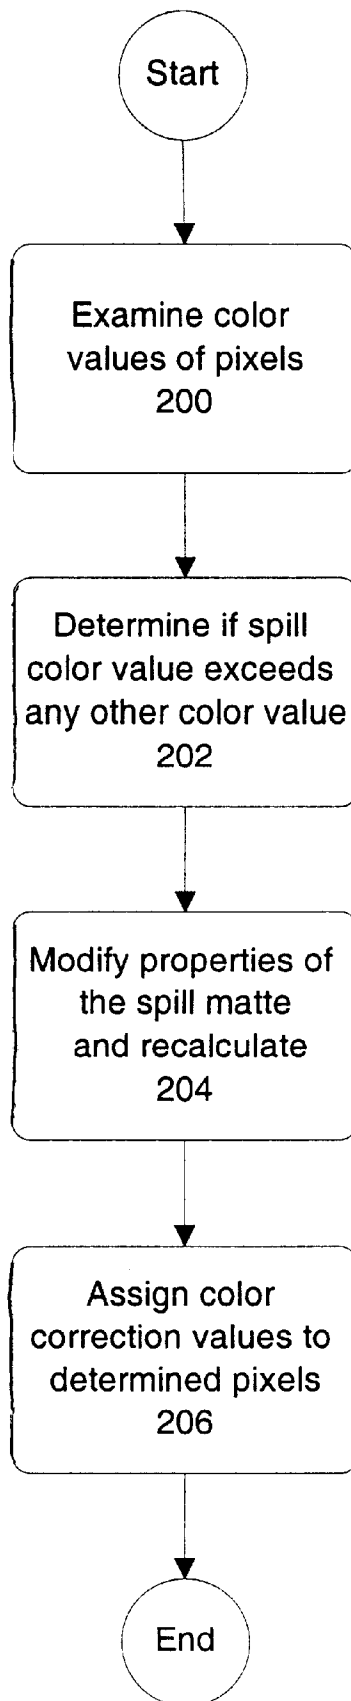 Start
Examine color
values of pixels
200
Determine if spill
color value exceeds
any other color value
202
Modify properties of
the spill matte
and recalculate
204
Assign color
correction values to
determined pixels
206
End